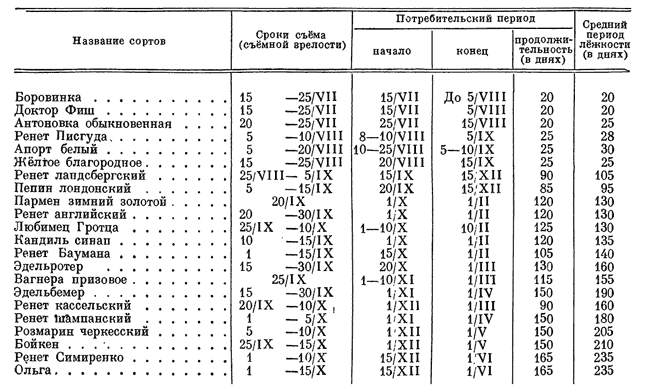 Название сортов | Сроки съёма (съёмной зрелости) | Потребительский период: начало | конец | продолжительность (в днях) | Средний период лёжкости (в днях)
Боровинка . . . . . . . . . | 15 —25/VII | 15/VII | До 5/VIII | 20 | 20
Доктор Фиш . . . . . . . . | 15 —25/VII | 15/VII | 5/VIII | 20 | 20
Антоновка обыкновенная . . . . | 20 —25/VII | 25/VII | 15/VIII | 20 | 25
Ренет Писгуда . . . . . . . . | 5 —10/VIII | 8—10/VIII | 5/IX | 25 | 28
Апорт белый . . . . . . . . | 5 —20/VIII | 10—25/VIII | 5—10/IX | 25 | 30
Жёлтое благородное . . . . . . | 15 —25/VIII | 20/VIII | 15/IX | 25 | 25
Ренет ландсбергский . . . . . . | 25/VIII— 5/IX | 15/IX | 15/XII | 90 | 105
Пепин лондонский . . . . . . | 5 —15/IX | 20/IX | 15/XII | 85 | 95
Пармен зимний золотой . . . . . | 20/IX | 1/X | 1/II | 120 | 130
Ренет английский . . . . . . | 20 —30/IX | 1/X | 1/II | 120 | 130
Любимец Гротца . . . . . . . | 25/IX —10/X | 1—10/X | 10/II | 125 | 130
Кандиль синап . . . . . . . | 10 —15/IX | 1/X | 1/II | 120 | 135
Ренет Баумана . . . . . . . | 1 —15/IX | 15/X | 1/II | 105 | 140
Эдельротер . . . . . . . . | 15 —30/IX | 20/X | 1/III | 130 | 160
Вагнера призовое . . . . . . | 25/IX | 1—10/XI | 1/III | 115 | 155
Эдельбемер . . . . . . . . | 15 —30/IX | 1/XI | 1/IV | 150 | 190
Ренет кассельский . . . . . . | 20/IX —10/X | 1/XII | 1/III | 90 | 160
Ренет шампанский . . . . . . | 1 — 5/X | 1/XI | 1/IV | 150 | 180
Розмарин черкесский . . . . . | 5 —10/X | 1/XII | 1/V | 150 | 205
Бойкен . . . . . . . . . | 25/IX —15/X | 1/XII | 1/V | 150 | 210
Ренет Симиренко . . . . . . . | 1 —10/X | 15/XII | 1/VI | 165 | 235
Ольга . . . . . . . . . . | 1 —15/X | 15/XII | 1/VI | 165 | 235